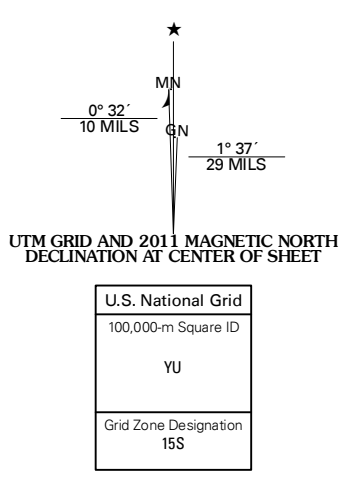 ★
MN
0° 32´
10 MILS
GN
1° 37´
29 MILS
UTM GRID AND 2011 MAGNETIC NORTH
DECLINATION AT CENTER OF SHEET
U.S. National Grid
100,000-m Square ID
YU
Grid Zone Designation
15S